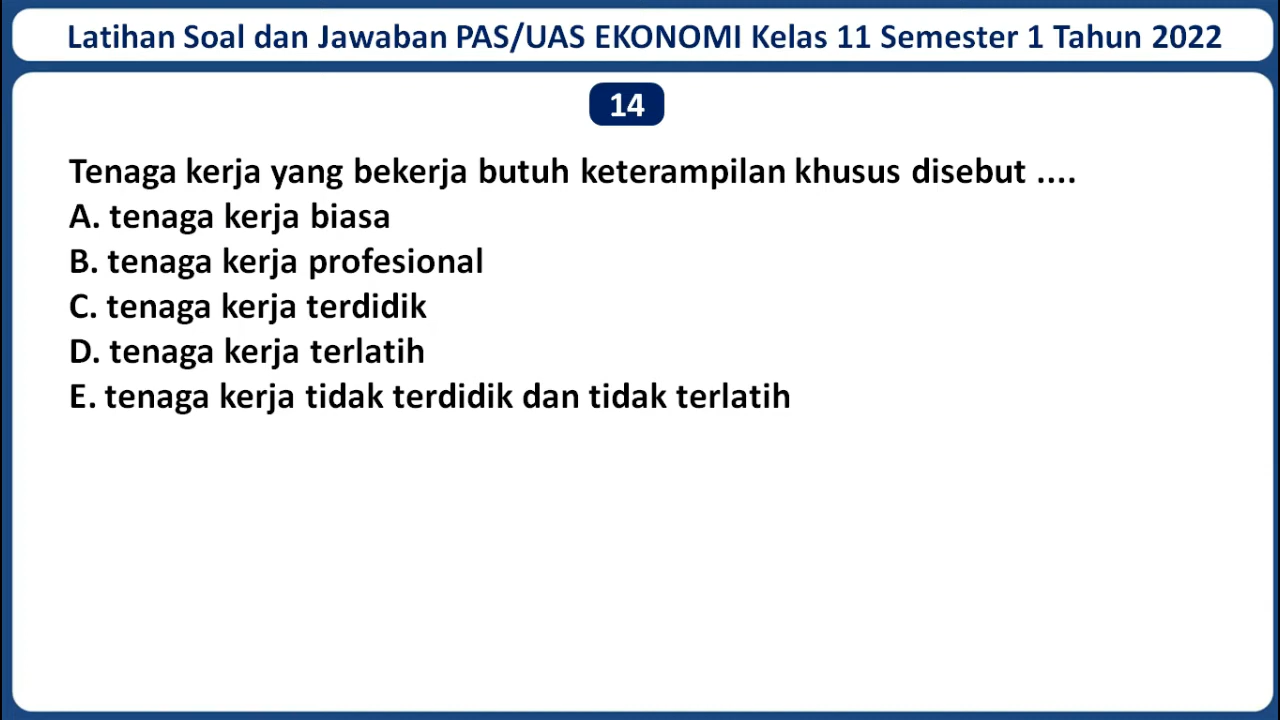 Latihan Soal dan Jawaban PAS/UAS EKONOMI Kelas 11 Semester 1 Tahun 2022
14
Tenaga kerja yang bekerja butuh keterampilan khusus disebut ....
A. tenaga kerja biasa
B. tenaga kerja profesional
C. tenaga kerja terdidik
D. tenaga kerja terlatih
E. tenaga kerja tidak terdidik dan tidak terlatih